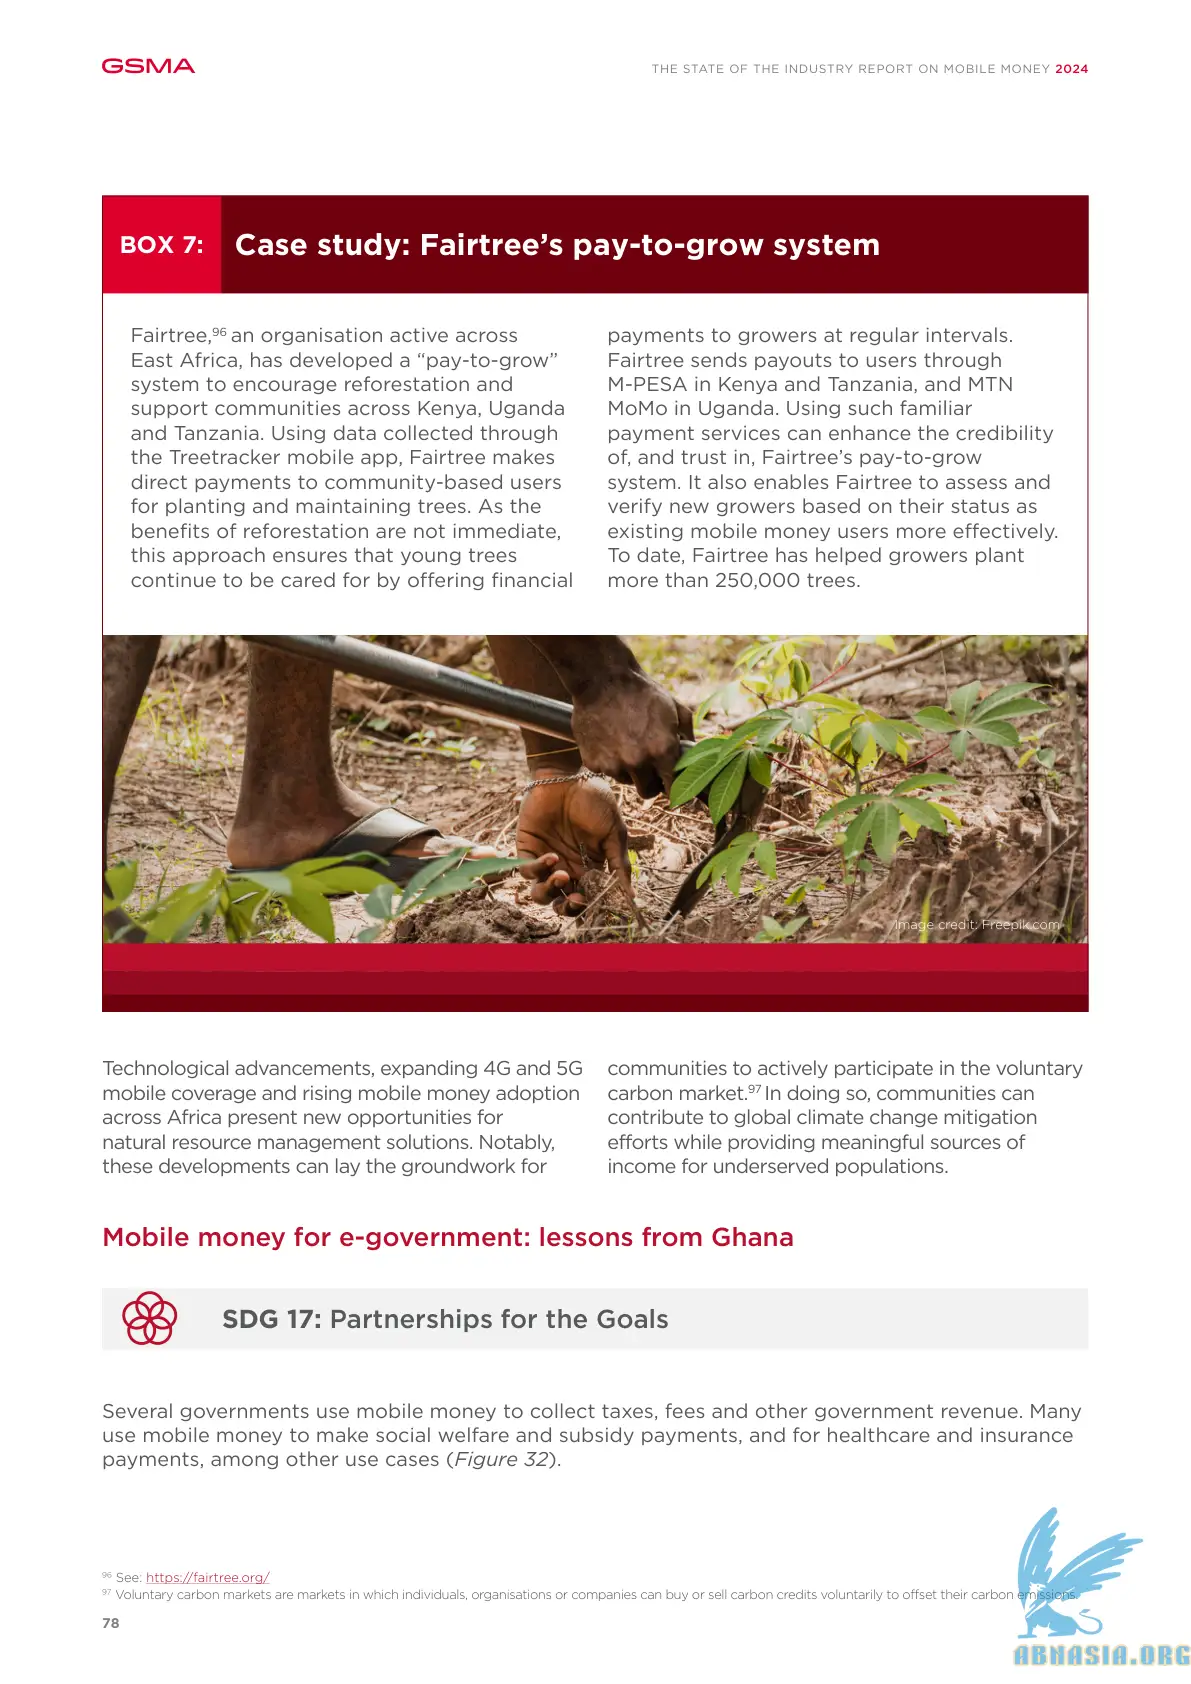 GSMA
THE STATE OF THE INDUSTRY REPORT ON MOBILE MONEY 2024
BOX 7:
Case study: Fairtree’s pay-to-grow system
Fairtree,96 an organisation active across
East Africa, has developed a “pay-to-grow”
system to encourage reforestation and
support communities across Kenya, Uganda
and Tanzania. Using data collected through
the Treetracker mobile app, Fairtree makes
direct payments to community-based users
for planting and maintaining trees. As the
benefits of reforestation are not immediate,
this approach ensures that young trees
continue to be cared for by offering financial
payments to growers at regular intervals.
Fairtree sends payouts to users through
M-PESA in Kenya and Tanzania, and MTN
MoMo in Uganda. Using such familiar
payment services can enhance the credibility
of, and trust in, Fairtree’s pay-to-grow
system. It also enables Fairtree to assess and
verify new growers based on their status as
existing mobile money users more effectively.
To date, Fairtree has helped growers plant
more than 250,000 trees.
Image credit: Freepik.com
Technological advancements, expanding 4G and 5G
mobile coverage and rising mobile money adoption
across Africa present new opportunities for
natural resource management solutions. Notably,
these developments can lay the groundwork for
communities to actively participate in the voluntary
carbon market.97 In doing so, communities can
contribute to global climate change mitigation
efforts while providing meaningful sources of
income for underserved populations.
Mobile money for e-government: lessons from Ghana
SDG 17: Partnerships for the Goals
Several governments use mobile money to collect taxes, fees and other government revenue. Many
use mobile money to make social welfare and subsidy payments, and for healthcare and insurance
payments, among other use cases (Figure 32).
96 See: https://fairtree.org/
97 Voluntary carbon markets are markets in which individuals, organisations or companies can buy or sell carbon credits voluntarily to offset their carbon emissions.
78
ABNASIA.ORG